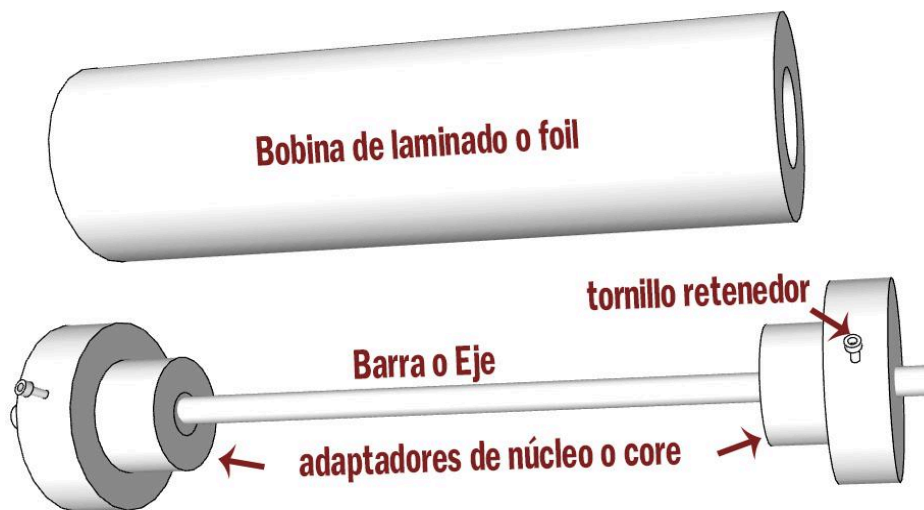 Bobina de laminado o foil
tornillo retenedor
Barra o Eje
adaptadores de núcleo o core